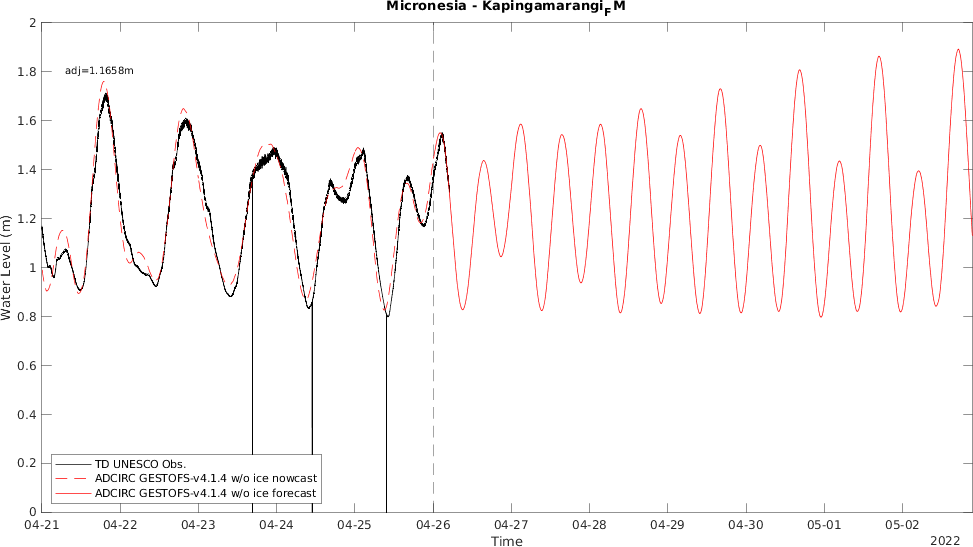 Micronesia - KapingamarangiFM
adj=1.1658m
Water Level (m)
2
1.8
1.6
1.4
1.2
1
0.8
0.6
0.4
0.2
0
TD UNESCO Obs.
ADCIRC GESTOFS-v4.1.4 w/o ice nowcast
ADCIRC GESTOFS-v4.1.4 w/o ice forecast
04-21 04-22 04-23 04-24 04-25 04-26 04-27 04-28 04-29 04-30 05-01 05-02
Time
2022